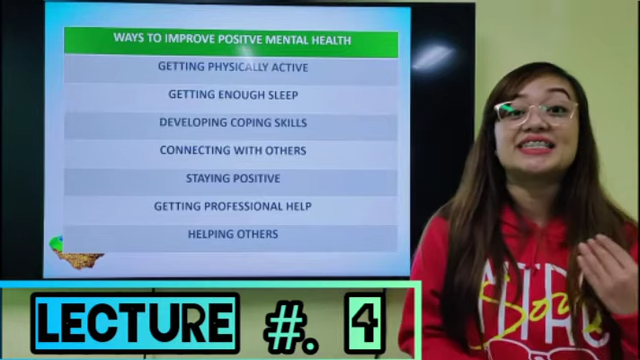 WAYS TO IMPROVE POSITVE MENTAL HEALTH
GETTING PHYSICALLY ACTIVE
GETTING ENOUGH SLEEP
DEVELOPING COPING SKILLS
CONNECTING WITH OTHERS
STAYING POSITIVE
GETTING PROFESSIONAL HELP
HELPING OTHERS
LECTURE #. 4